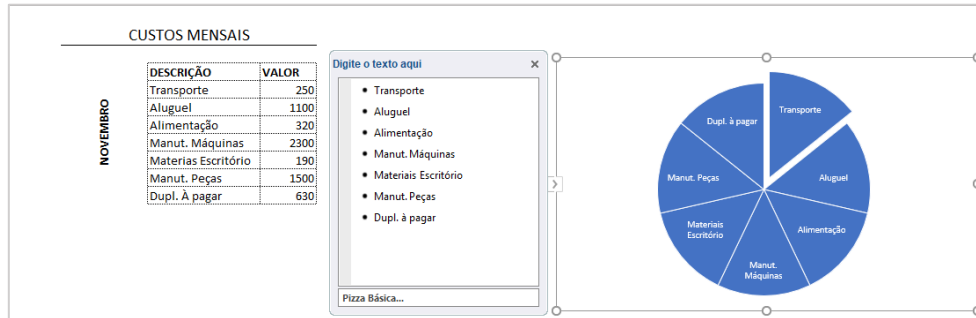 CUSTOS MENSAIS
NOVEMBRO
DESCRIÇÃO VALOR
Transporte 250
Aluguel 1100
Alimentação 320
Manut. Máquinas 2300
Materias Escritório 190
Manut. Peças 1500
Dupl. À pagar 630
Digite o texto aqui
Transporte
Aluguel
Alimentação
Manut. Máquinas
Materiais Escritório
Manut. Peças
Dupl. à pagar
Pizza Básica...
Transporte
Aluguel
Alimentação
Manut.
Máquinas
Materiais
Escritório
Manut. Peças
Dupl. à pagar